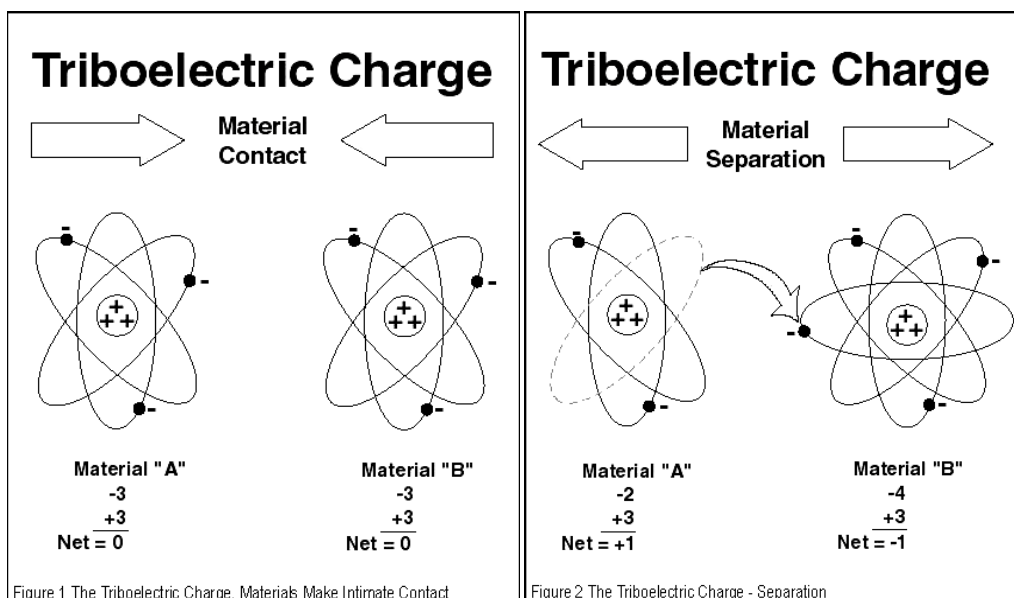 Triboelectric Charge
Material
Contact
-
-
+
+ +
-
-
-
+
+ +
-
Material "A"
-3
+3
Net = 0
Material "B"
-3
+3
Net = 0
Figure 1 The Triboelectric Charge. Materials Make Intimate Contact
Triboelectric Charge
Material
Separation
-
+
+ +
-
-
-
-
+
+ +
-
Material "A"
-2
+3
Net = +1
Material "B"
-4
+3
Net = -1
Figure 2 The Triboelectric Charge - Separation